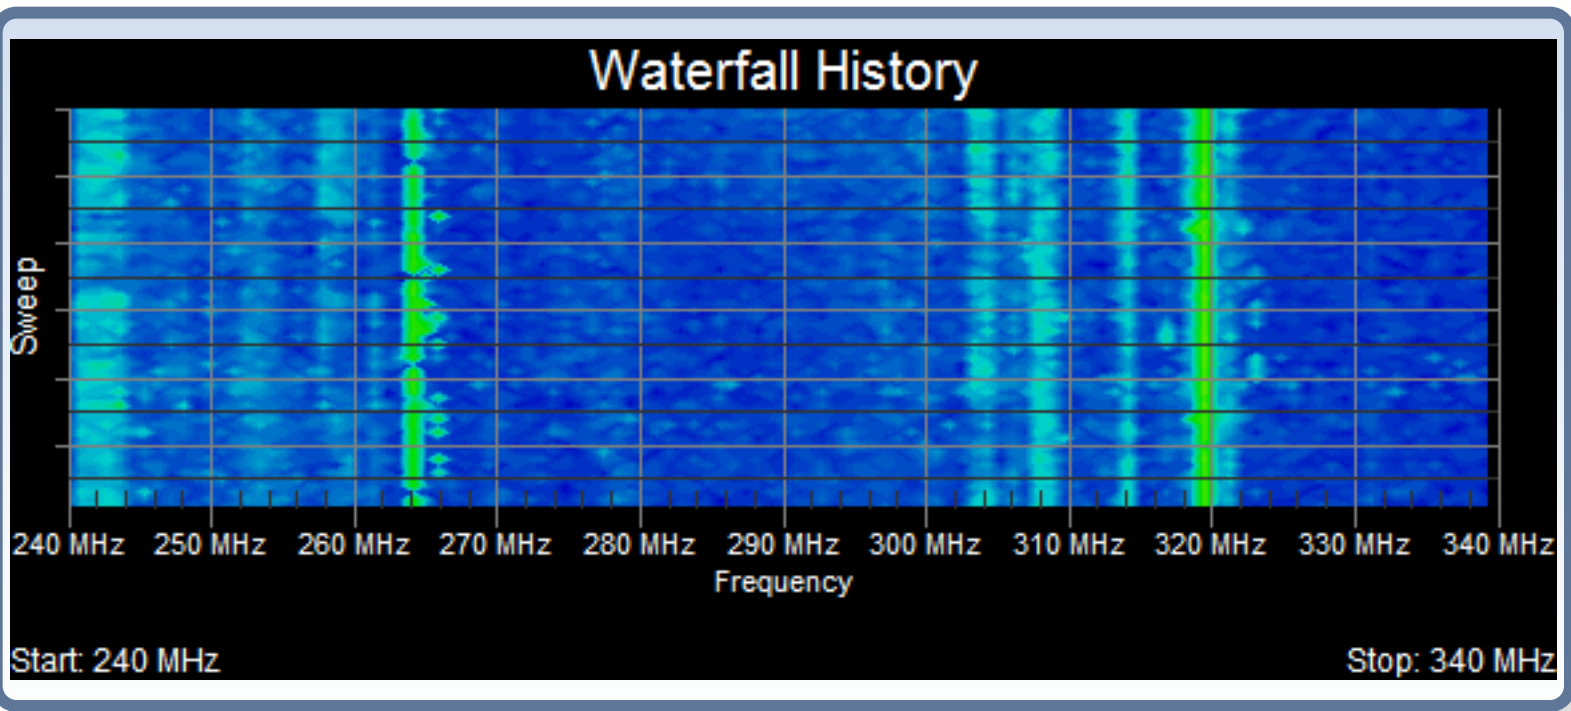 Waterfall History
Sweep
240 MHz 250 MHz 260 MHz 270 MHz 280 MHz 290 MHz 300 MHz 310 MHz 320 MHz 330 MHz 340 MHz
Frequency
Start: 240 MHz Stop: 340 MHz